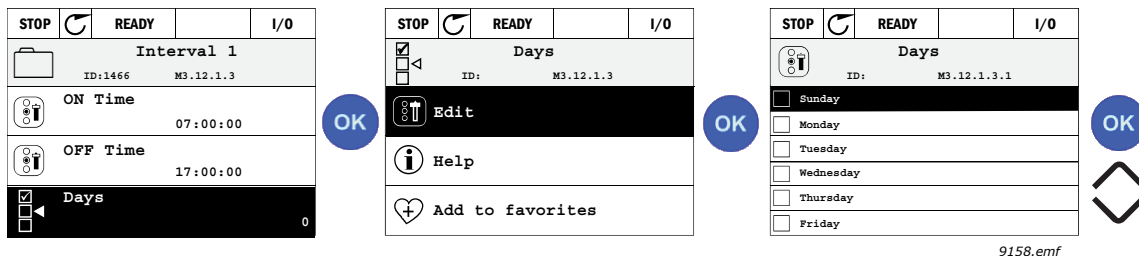 STOP READY I/O
Interval 1
ID:1466 M3.12.1.3
ON Time
07:00:00
OFF Time
17:00:00
Days
0
OK
STOP READY I/O
Days
ID: M3.12.1.3
Edit
Help
Add to favorites
OK
STOP READY I/O
Days
ID: M3.12.1.3.1
Sunday
Monday
Tuesday
Wednesday
Thursday
Friday
OK
9158.emf